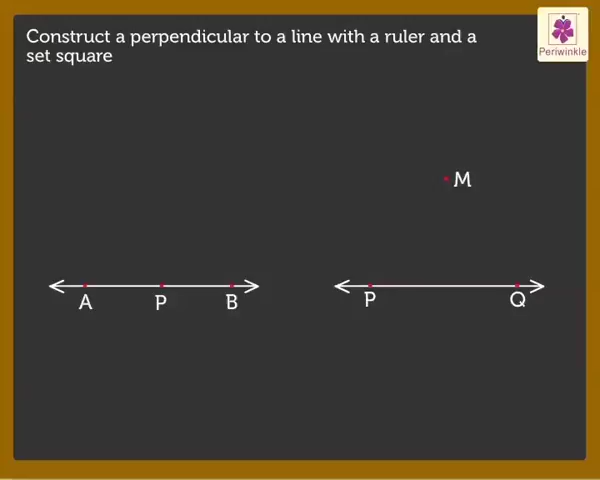 Construct a perpendicular to a line with a ruler and a
set square
Periwinkle
M
A P B
P Q